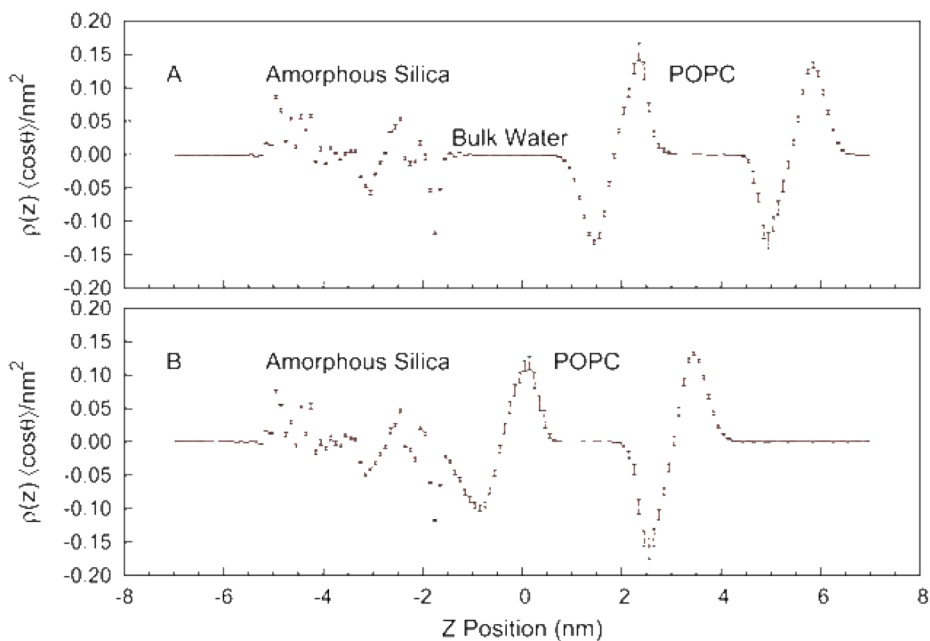 0.20
0.15
A Amorphous Silica POPC
0.10
0.05
Bulk Water
0.00
-0.05
-0.10
-0.15
0.20
ρ(z) ⟨cosθ⟩/nm²
0.20
0.15
B Amorphous Silica POPC
0.10
0.05
0.00
-0.05
-0.10
-0.15
-0.20
ρ(z) ⟨cosθ⟩/nm²
-8 -6 -4 -2 0 2 4 6 8
Z Position (nm)